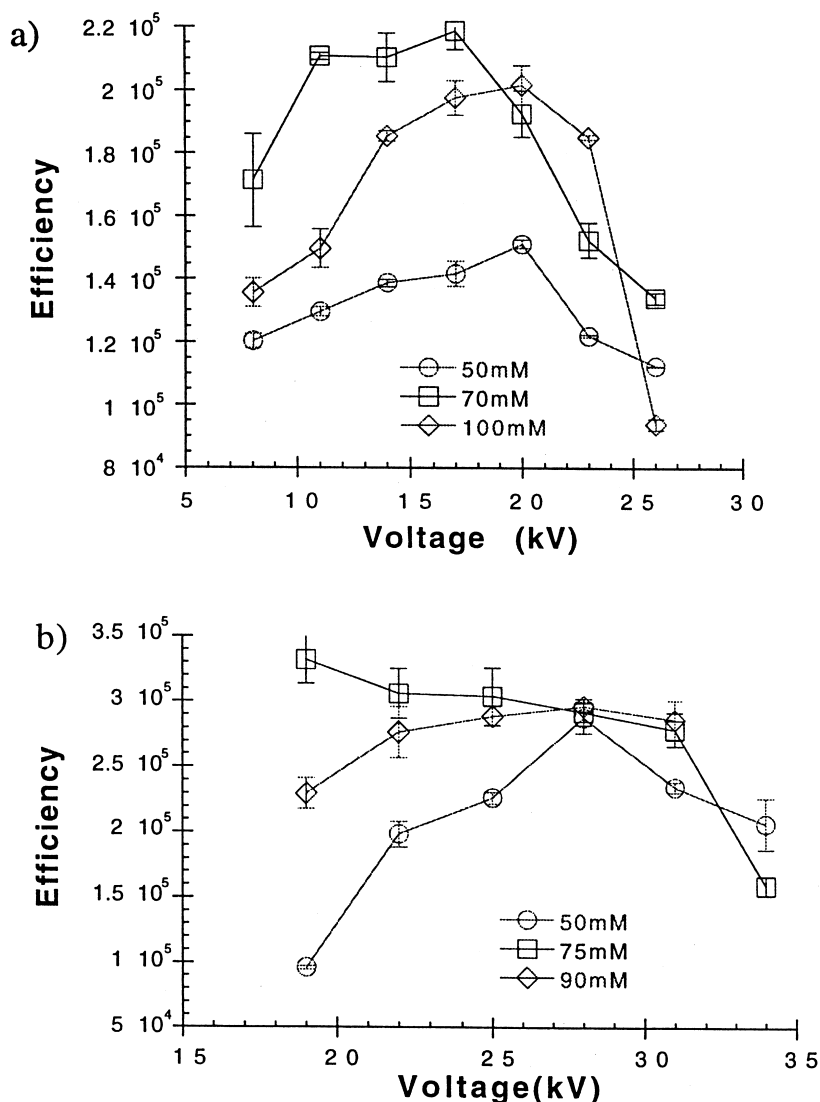 a)
2.2 10⁵
2 10⁵
1.8 10⁵
1.6 10⁵
1.4 10⁵
1.2 10⁵
1 10⁵
8 10⁴
Efficiency
50mM
70mM
100mM
5 10 15 20 25 30
Voltage (kV)
b)
3.5 10⁵
3 10⁵
2.5 10⁵
2 10⁵
1.5 10⁵
1 10⁵
5 10⁴
Efficiency
50mM
75mM
90mM
15 20 25 30 35
Voltage(kV)